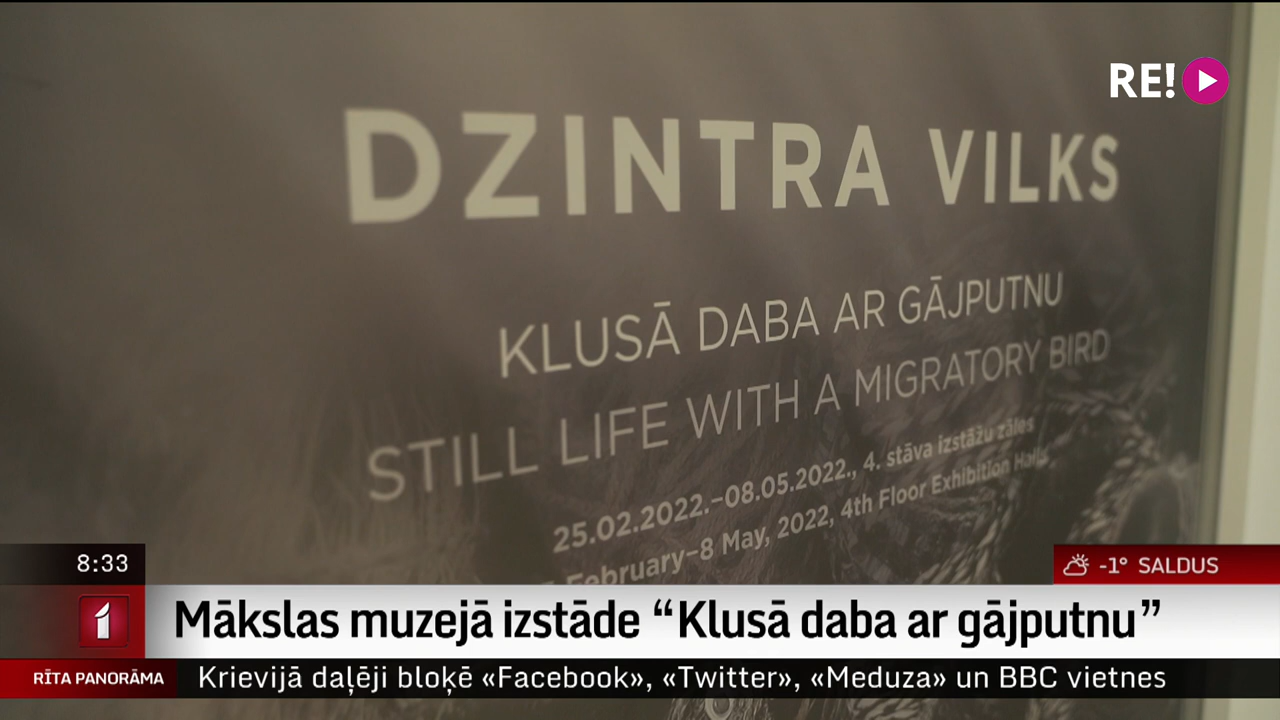 RE!
DZINTRA VILKS
KLUSĀ DABA AR GĀJPUTNU
STILL LIFE WITH A MIGRATORY BIRD
25.02.2022.–08.05.2022., 4. stāva izstāžu zāles
February–8 May, 2022, 4th Floor Exhibition Halls
8:33
-1° SALDUS
1
Mākslas muzejā izstāde “Klusā daba ar gājputnu”
RĪTA PANORĀMA
Krievijā daļēji bloķē «Facebook», «Twitter», «Meduza» un BBC vietnes